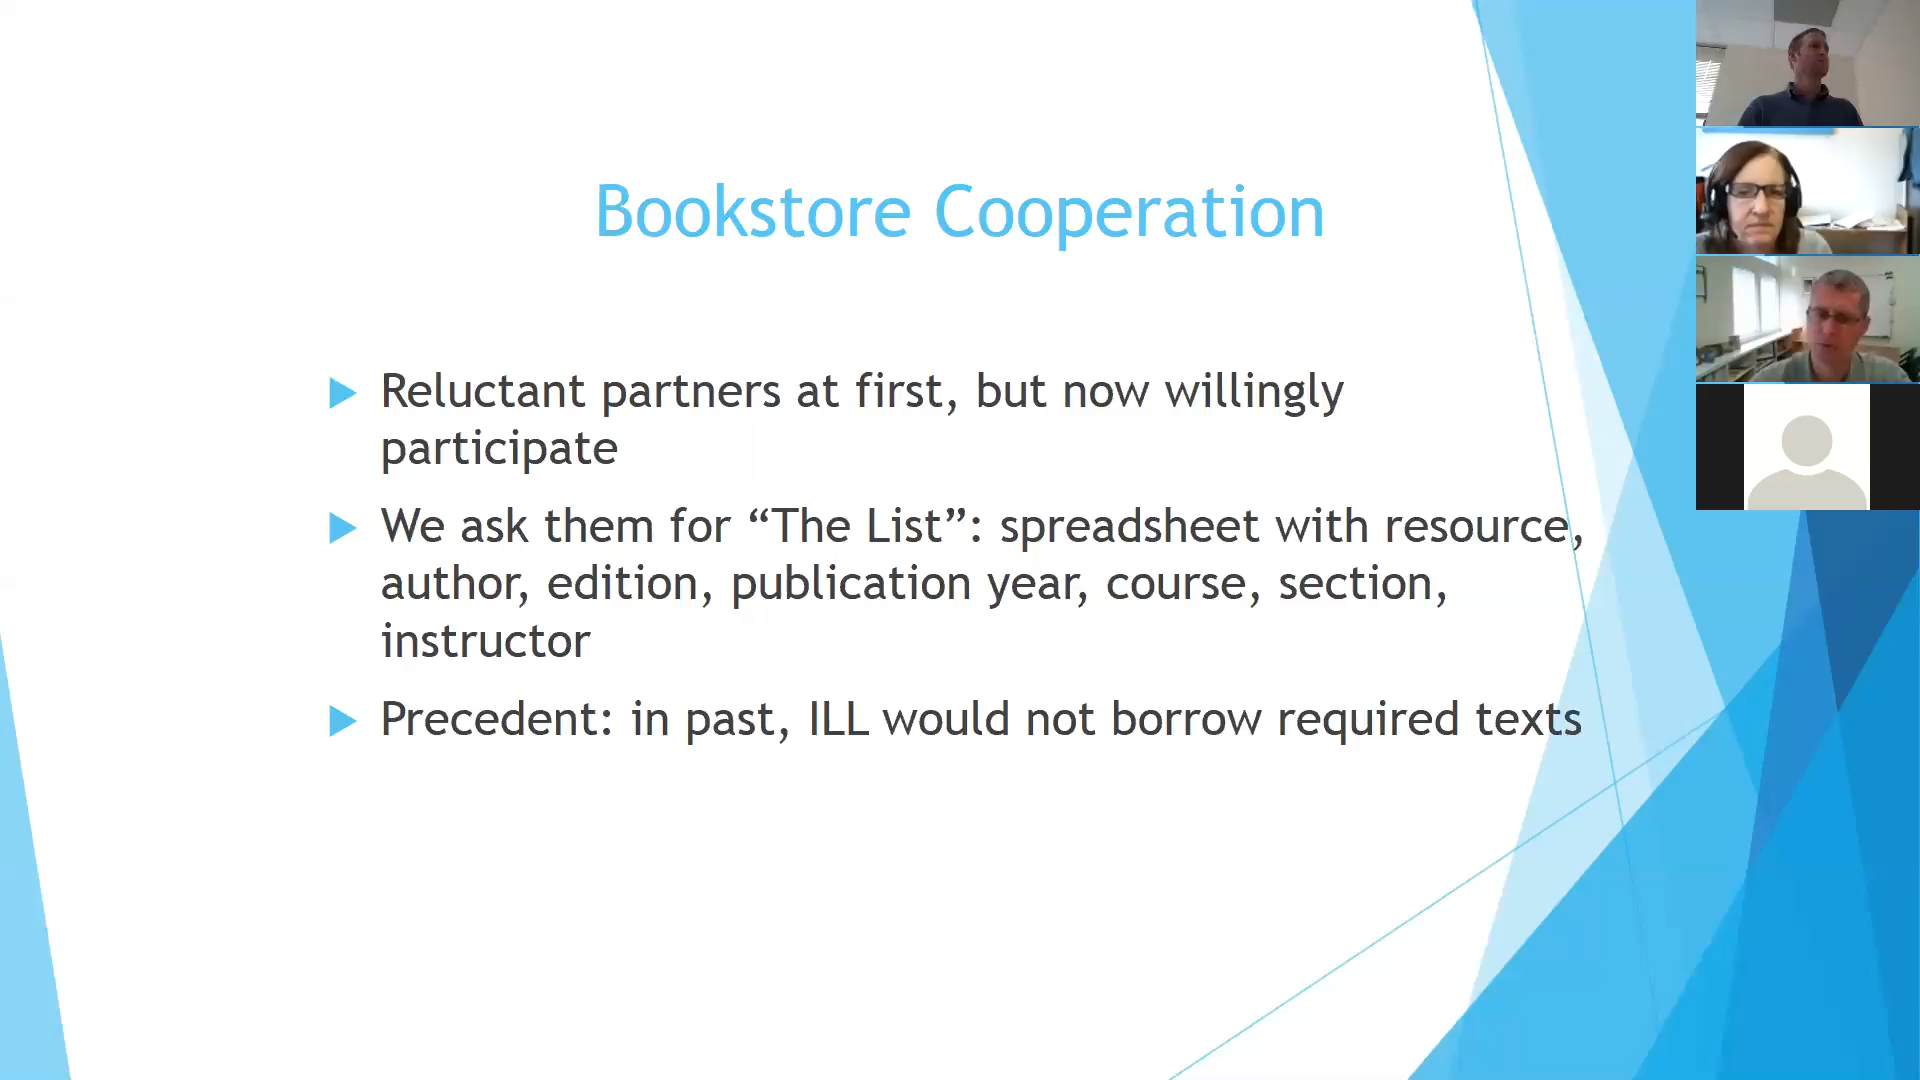 Bookstore Cooperation
Reluctant partners at first, but now willingly
participate
We ask them for “The List”: spreadsheet with resource,
author, edition, publication year, course, section,
instructor
Precedent: in past, ILL would not borrow required texts